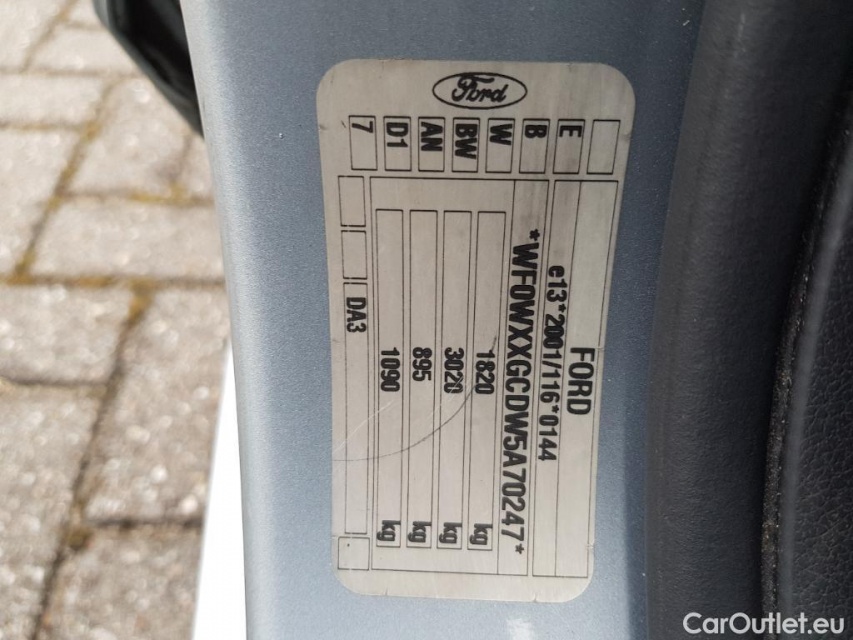 Ford
E
B
W
BW
AN
D1
7
FORD
e13*2001/116*0144
*WF0WXXGCDW5A70247*
1820 kg
3020 kg
895 kg
1090 kg
DA3
CarOutlet.eu